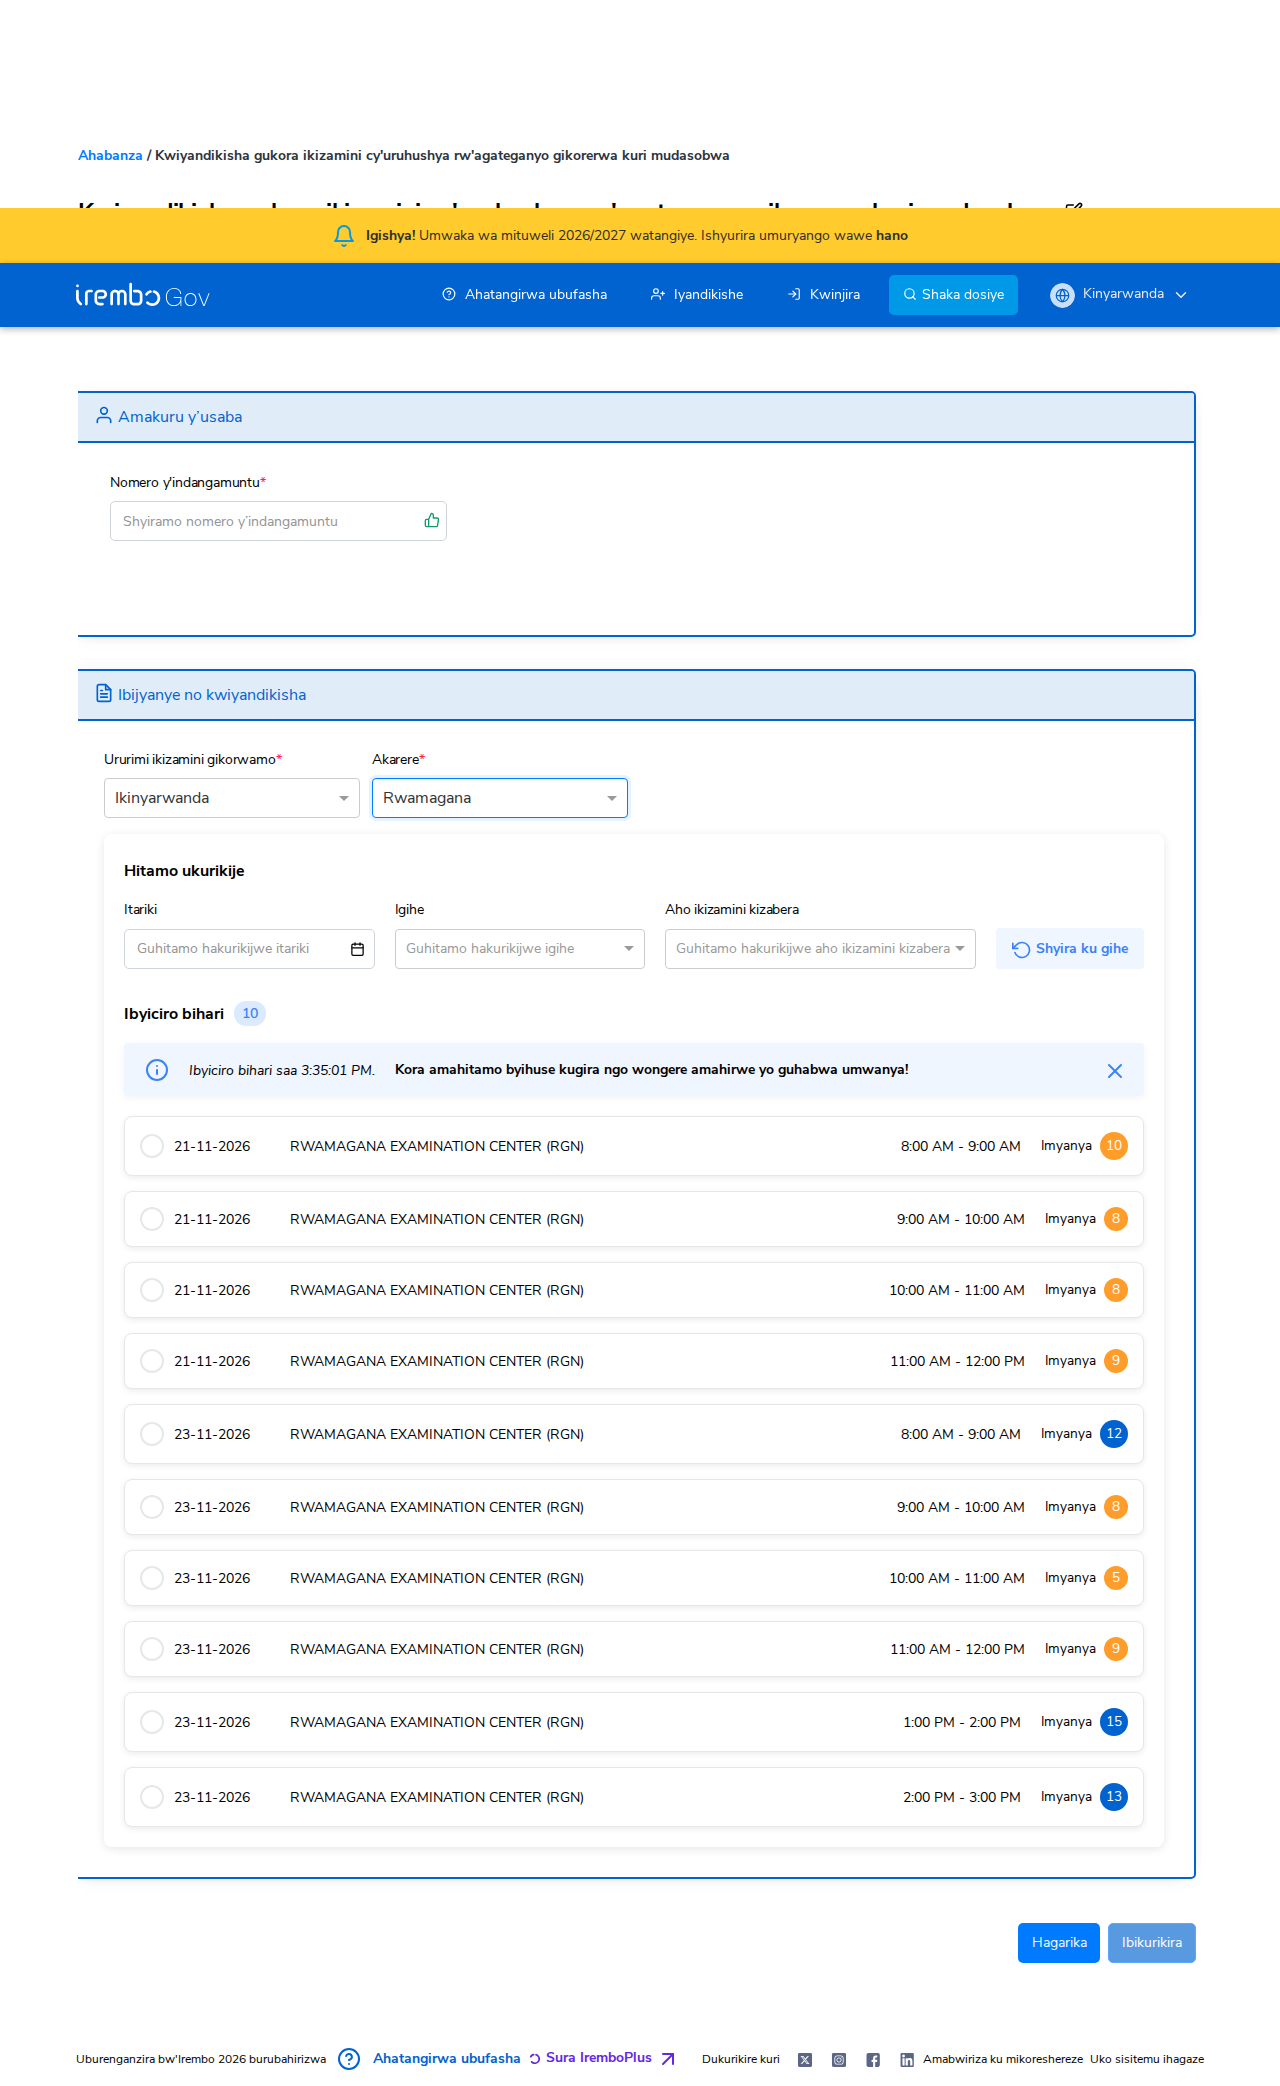 Ahabanza / Kwiyandikisha gukora ikizamini cy'uruhushya rw'agateganyo gikorerwa kuri mudasobwa
Igishya! Umwaka wa mituweli 2026/2027 watangiye. Ishyurira umuryango wawe hano
irembo Gov
Ahatangirwa ubufasha
Iyandikishe
Kwinjira
Shaka dosiye
Kinyarwanda
Amakuru y’usaba
Nomero y'indangamuntu*
Shyiramo nomero y’indangamuntu
Ibijyanye no kwiyandikisha
Ururimi ikizamini gikorwamo* Akarere*
Ikinyarwanda Rwamagana
Hitamo ukurikije
Itariki Igihe Aho ikizamini kizabera
Guhitamo hakurikijwe itariki Guhitamo hakurikijwe igihe Guhitamo hakurikijwe aho ikizamini kizabera Shyira ku gihe
Ibyiciro bihari 10
Ibyiciro bihari saa 3:35:01 PM. Kora amahitamo byihuse kugira ngo wongere amahirwe yo guhabwa umwanya!
21-11-2026 RWAMAGANA EXAMINATION CENTER (RGN) 8:00 AM - 9:00 AM Imyanya 10
21-11-2026 RWAMAGANA EXAMINATION CENTER (RGN) 9:00 AM - 10:00 AM Imyanya 8
21-11-2026 RWAMAGANA EXAMINATION CENTER (RGN) 10:00 AM - 11:00 AM Imyanya 8
21-11-2026 RWAMAGANA EXAMINATION CENTER (RGN) 11:00 AM - 12:00 PM Imyanya 9
23-11-2026 RWAMAGANA EXAMINATION CENTER (RGN) 8:00 AM - 9:00 AM Imyanya 12
23-11-2026 RWAMAGANA EXAMINATION CENTER (RGN) 9:00 AM - 10:00 AM Imyanya 8
23-11-2026 RWAMAGANA EXAMINATION CENTER (RGN) 10:00 AM - 11:00 AM Imyanya 5
23-11-2026 RWAMAGANA EXAMINATION CENTER (RGN) 11:00 AM - 12:00 PM Imyanya 9
23-11-2026 RWAMAGANA EXAMINATION CENTER (RGN) 1:00 PM - 2:00 PM Imyanya 15
23-11-2026 RWAMAGANA EXAMINATION CENTER (RGN) 2:00 PM - 3:00 PM Imyanya 13
Hagarika Ibikurikira
Uburenganzira bw'Irembo 2026 burubahirizwa Ahatangirwa ubufasha Sura IremboPlus Dukurikire kuri Amabwiriza ku mikoreshereze Uko sisitemu ihagaze